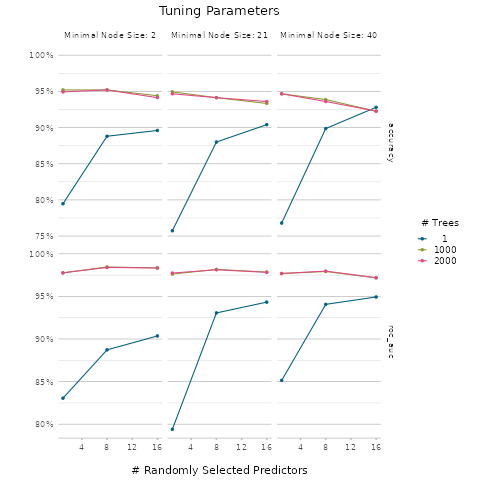 Tuning Parameters
Minimal Node Size: 2
Minimal Node Size: 21
Minimal Node Size: 40
100%
95%
90%
85%
80%
75%
accuracy
100%
95%
90%
85%
80%
roc_auc
4 8 12 16
4 8 12 16
4 8 12 16
# Randomly Selected Predictors
# Trees
1
1000
2000